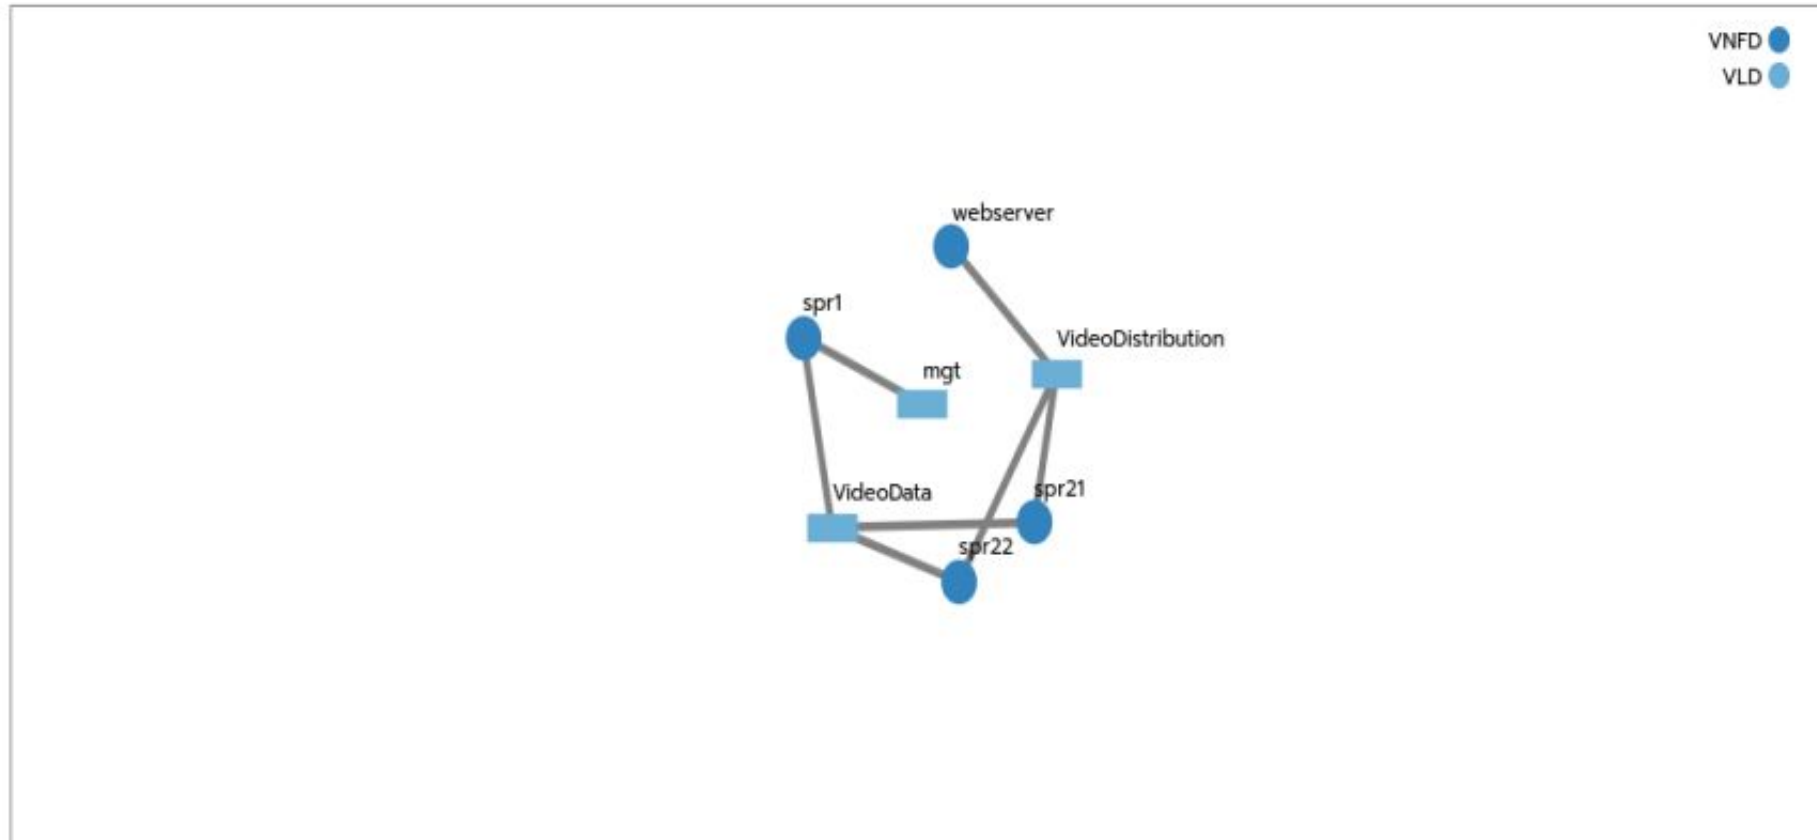 VNFD
VLD
webserver
spr1
VideoDistribution
mgt
spr21
VideoData
spr22